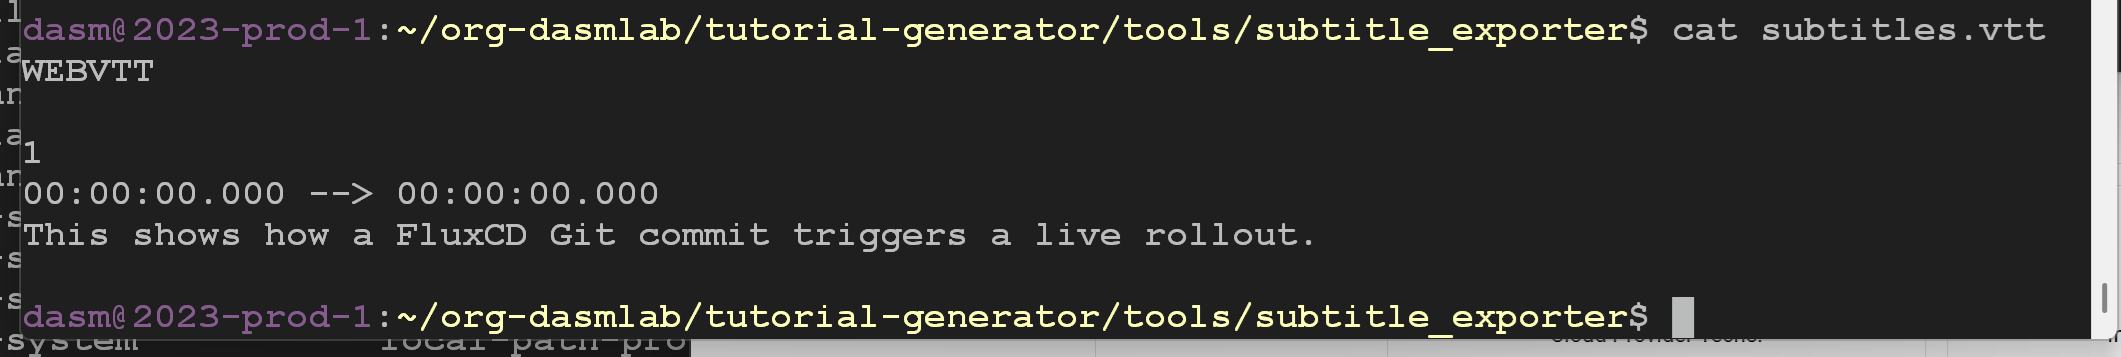 dasm@2023-prod-1:~/org-dasmlab/tutorial-generator/tools/subtitle_exporter$ cat subtitles.vtt
WEBVTT
1
00:00:00.000 --> 00:00:00.000
This shows how a FluxCD Git commit triggers a live rollout.
dasm@2023-prod-1:~/org-dasmlab/tutorial-generator/tools/subtitle_exporter$
-system local-path-pro